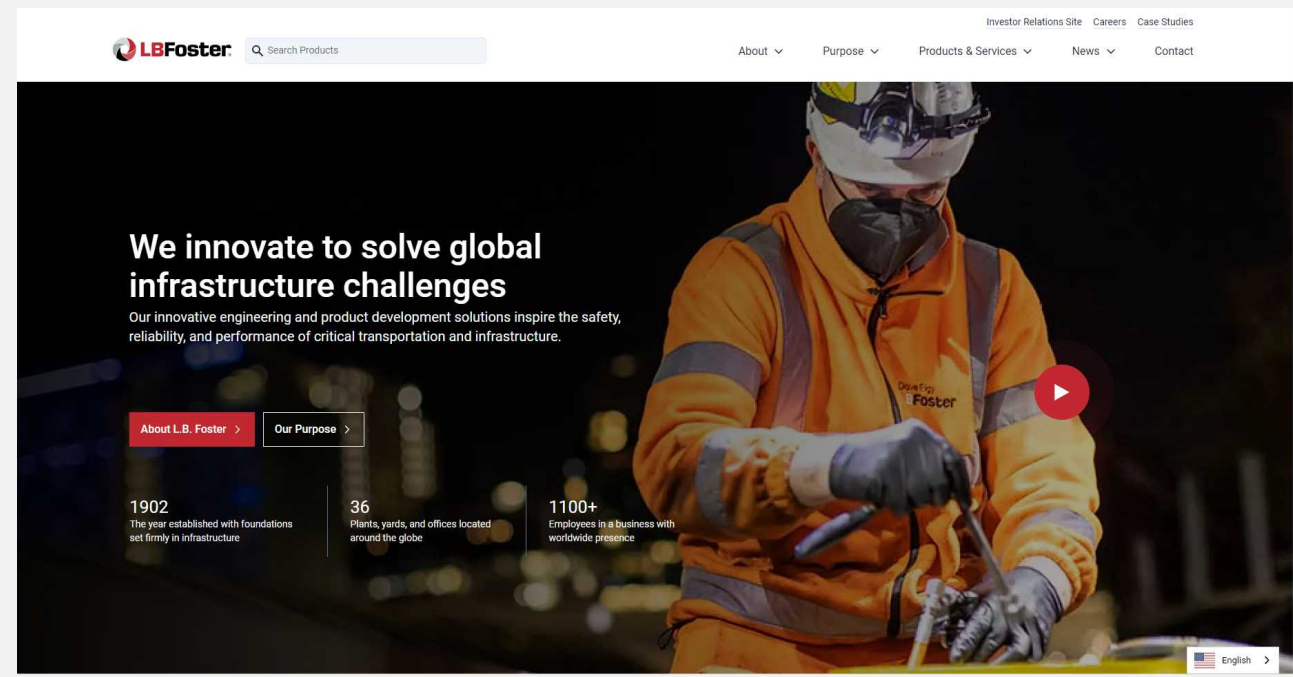 Investor Relations Site Careers Case Studies
LBFoster
Search Products
About Purpose Products & Services News Contact
We innovate to solve global
infrastructure challenges
Our innovative engineering and product development solutions inspire the safety,
reliability, and performance of critical transportation and infrastructure.
About L.B. Foster
Our Purpose
1902
The year established with foundations
set firmly in infrastructure
36
Plants, yards, and offices located
around the globe
1100+
Employees in a business with
worldwide presence
Foster
English